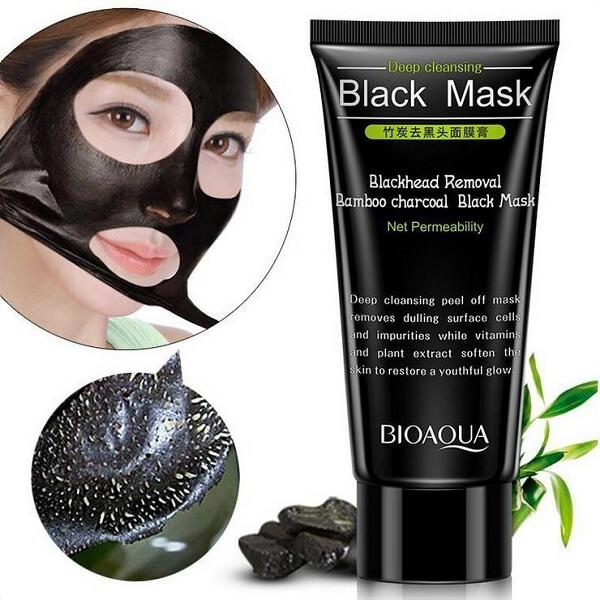 Deep cleansing
Black Mask
竹炭去黑头面膜膏
Blackhead Removal
Bamboo charcoal Black Mask
Net Permeability
Deep cleansing peel off mask
removes dulling surface cells
and impurities while vitamins
and plant extract soften the
skin to restore a youthful glow.
BIOAQUA